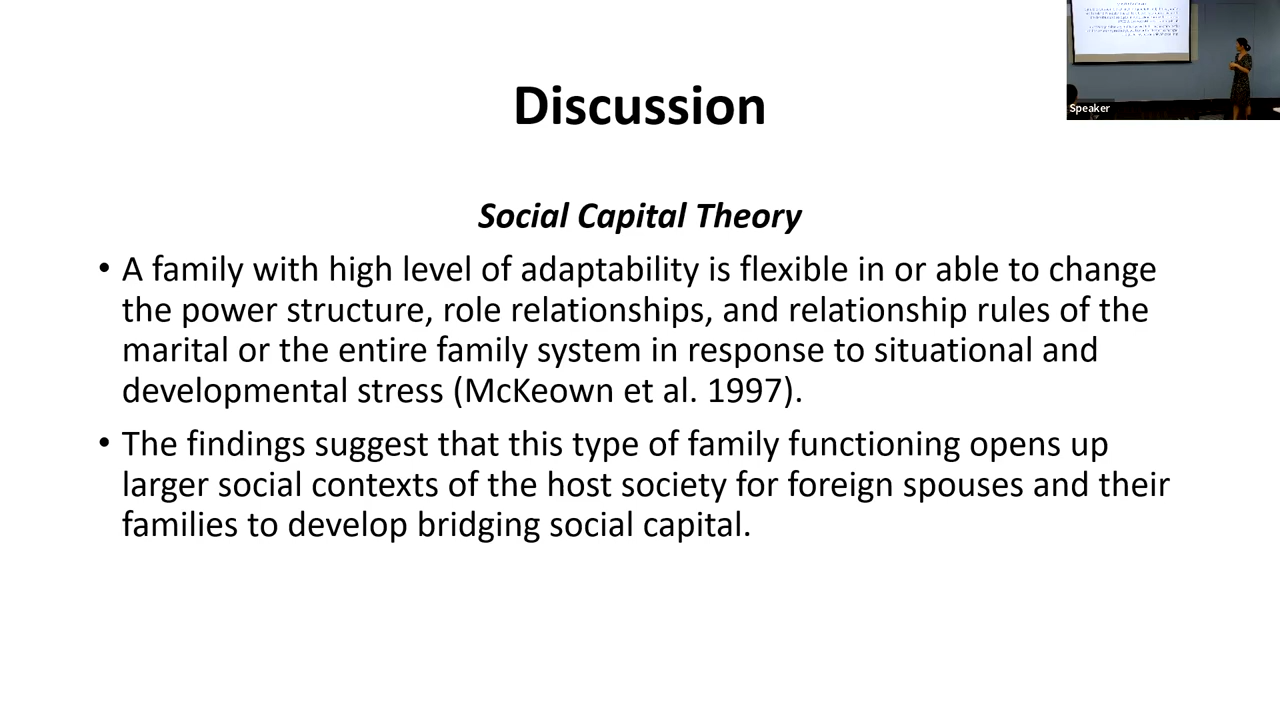 Discussion
Speaker
Social Capital Theory
• A family with high level of adaptability is flexible in or able to change
the power structure, role relationships, and relationship rules of the
marital or the entire family system in response to situational and
developmental stress (McKeown et al. 1997).
• The findings suggest that this type of family functioning opens up
larger social contexts of the host society for foreign spouses and their
families to develop bridging social capital.